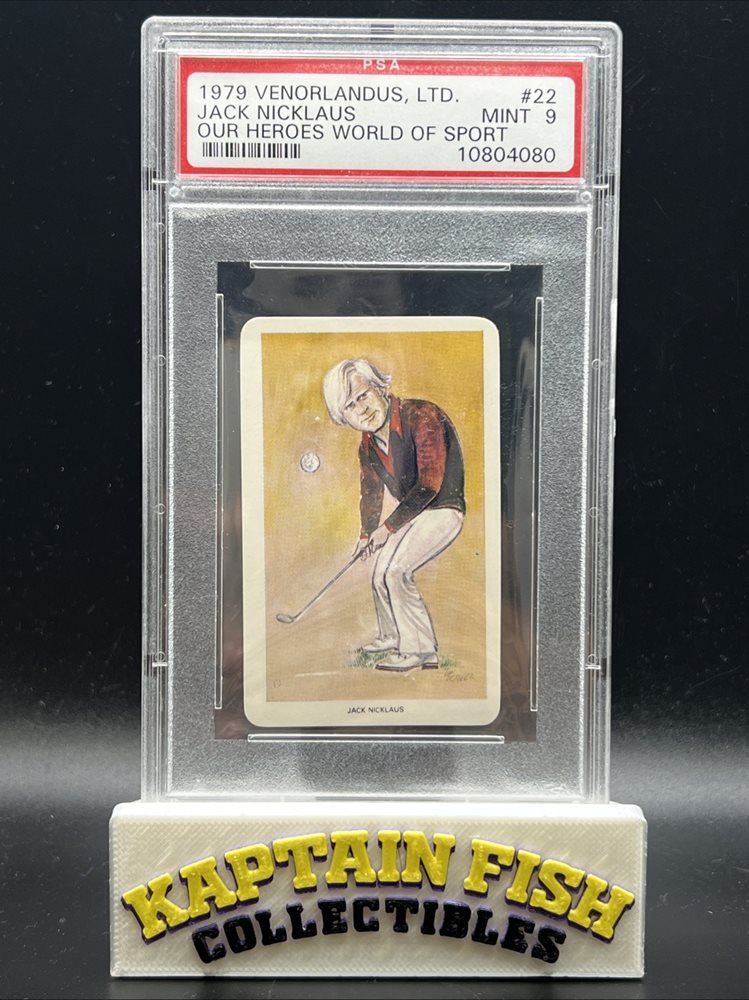 PSA
1979 VENORLANDUS, LTD. #22
JACK NICKLAUS MINT 9
OUR HEROES WORLD OF SPORT
10804080
JACK NICKLAUS
KAPTAIN FISH
COLLECTIBLES